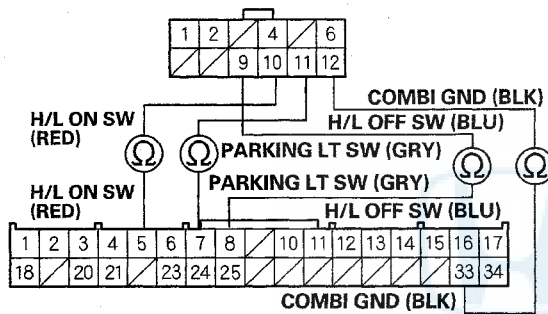 1 2 4 6
9 10 11 12
COMBI GND (BLK)
H/L ON SW
(RED)
H/L OFF SW (BLU)
Ω Ω PARKING LT SW (GRY) Ω Ω
H/L ON SW
(RED)
PARKING LT SW (GRY)
H/L OFF SW (BLU)
1 2 3 4 5 6 7 8 10 11 12 13 14 15 16 17
18 20 21 23 24 25 33 34
COMBI GND (BLK)